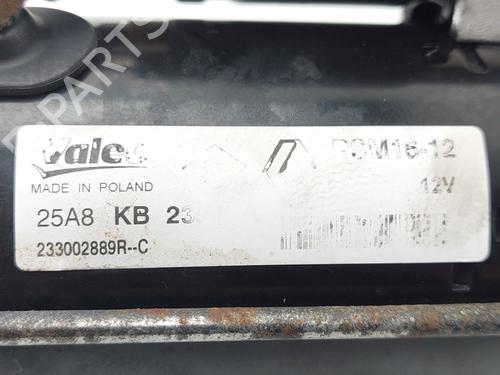 Valeo
RSM16-12
MADE IN POLAND
12V
25A8 KB 23
233002889R--C